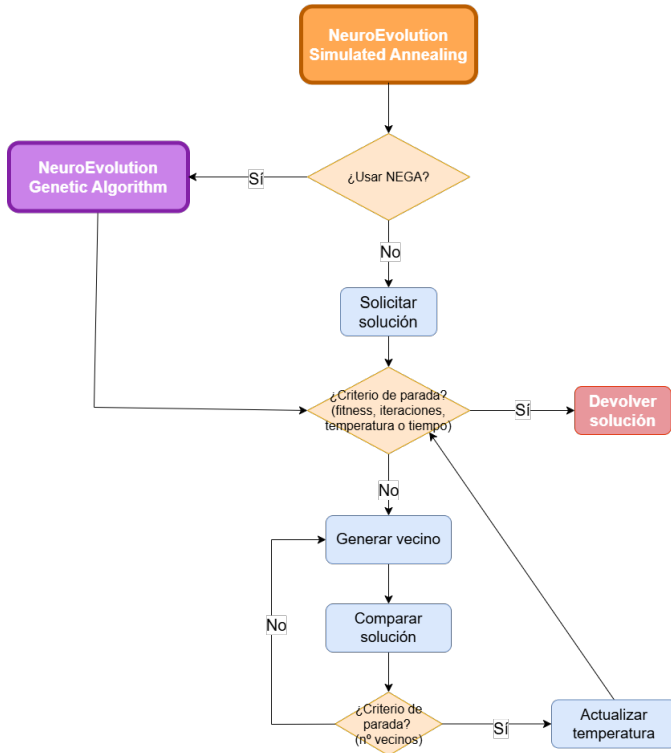 NeuroEvolution
Simulated Annealing
NeuroEvolution
Genetic Algorithm
Sí
¿Usar NEGA?
No
Solicitar
solución
¿Criterio de parada?
(fitness, iteraciones,
temperatura o tiempo)
Sí
Devolver
solución
No
Generar vecino
No
Comparar
solución
¿Criterio de
parada?
(nº vecinos)
Sí
Actualizar
temperatura